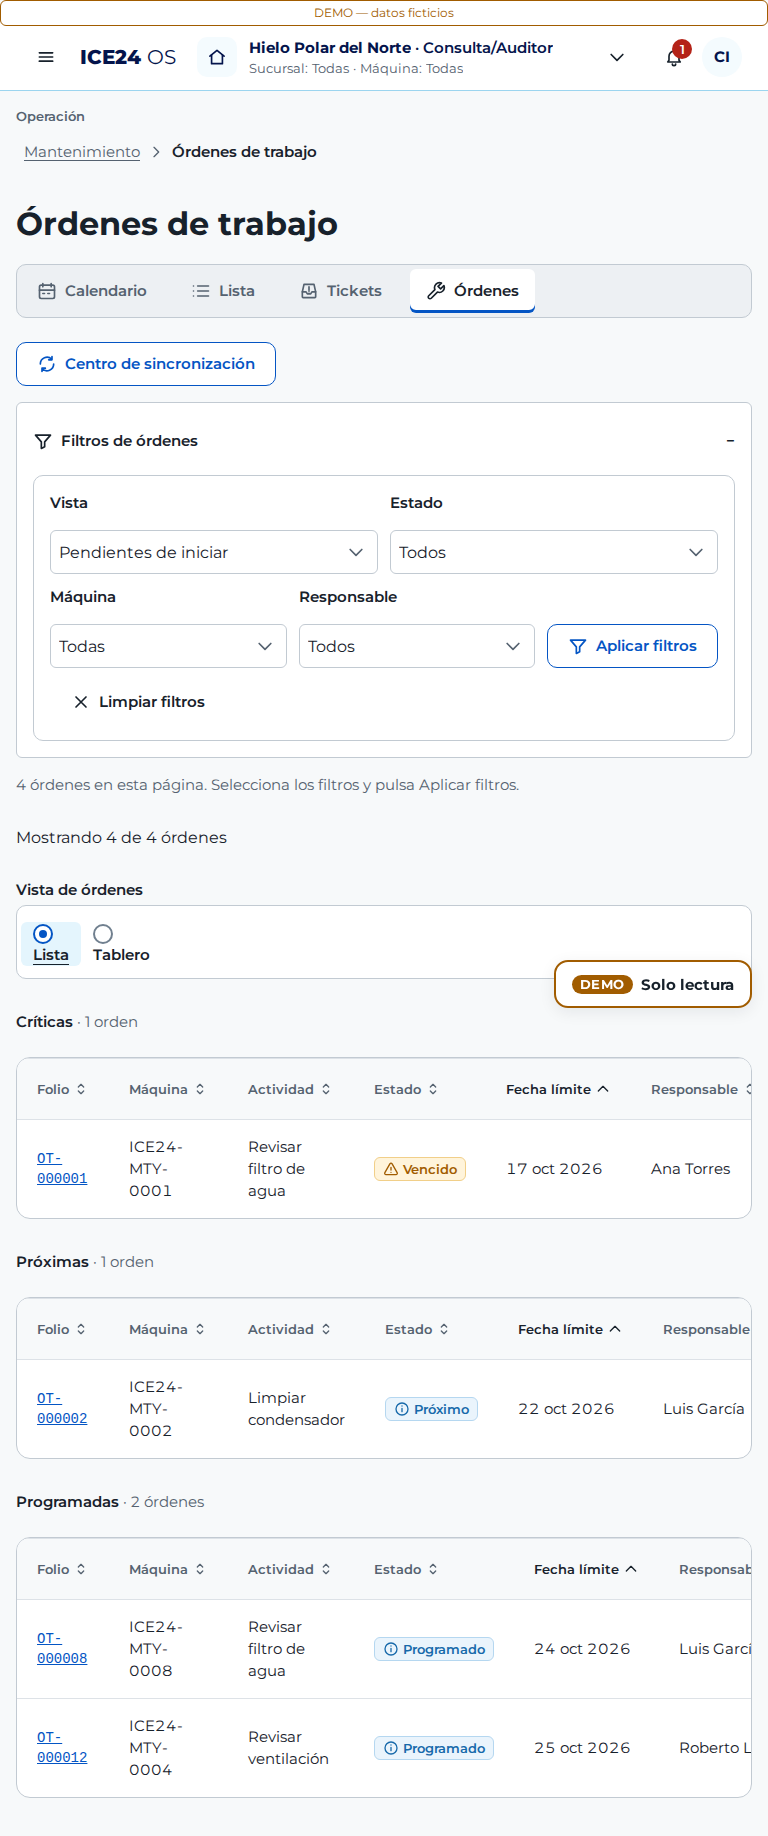 DEMO — datos ficticios
ICE24 OS
Hielo Polar del Norte · Consulta/Auditor
Sucursal: Todas · Máquina: Todas
1
CI
Operación
Mantenimiento > Órdenes de trabajo
Órdenes de trabajo
Calendario Lista Tickets Órdenes
Centro de sincronización
Filtros de órdenes −
Vista Estado
Pendientes de iniciar Todos
Máquina Responsable
Todas Todos Aplicar filtros
Limpiar filtros
4 órdenes en esta página. Selecciona los filtros y pulsa Aplicar filtros.
Mostrando 4 de 4 órdenes
Vista de órdenes
Lista Tablero
DEMO Solo lectura
Críticas · 1 orden
Folio Máquina Actividad Estado Fecha límite Responsable
OT-000001 ICE24-MTY-0001 Revisar filtro de agua Vencido 17 oct 2026 Ana Torres
Próximas · 1 orden
Folio Máquina Actividad Estado Fecha límite Responsable
OT-000002 ICE24-MTY-0002 Limpiar condensador Próximo 22 oct 2026 Luis García
Programadas · 2 órdenes
Folio Máquina Actividad Estado Fecha límite Responsab
OT-000008 ICE24-MTY-0008 Revisar filtro de agua Programado 24 oct 2026 Luis Garcí
OT-000012 ICE24-MTY-0004 Revisar ventilación Programado 25 oct 2026 Roberto L